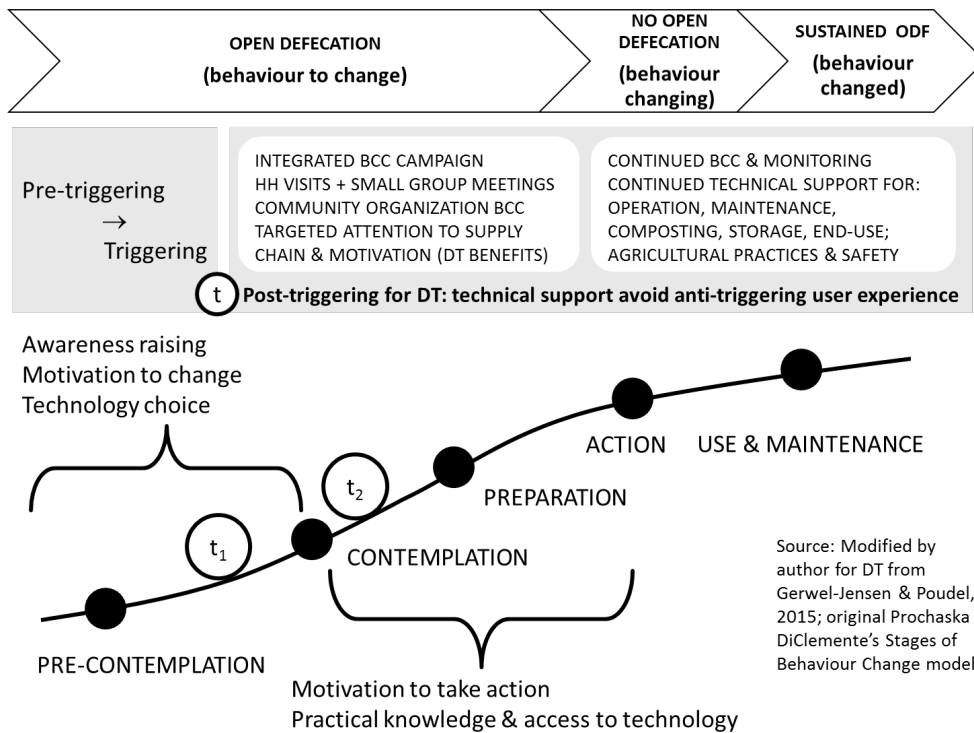 OPEN DEFECATION
(behaviour to change)
NO OPEN
DEFECATION
(behaviour
changing)
SUSTAINED ODF
(behaviour
changed)
Pre-triggering
→
Triggering
INTEGRATED BCC CAMPAIGN
HH VISITS + SMALL GROUP MEETINGS
COMMUNITY ORGANIZATION BCC
TARGETED ATTENTION TO SUPPLY
CHAIN & MOTIVATION (DT BENEFITS)
CONTINUED BCC & MONITORING
CONTINUED TECHNICAL SUPPORT FOR:
OPERATION, MAINTENANCE,
COMPOSTING, STORAGE, END-USE;
AGRICULTURAL PRACTICES & SAFETY
t Post-triggering for DT: technical support avoid anti-triggering user experience
Awareness raising
Motivation to change
Technology choice
t₁
t₂
PRE-CONTEMPLATION
CONTEMPLATION
PREPARATION
ACTION
USE & MAINTENANCE
Motivation to take action
Practical knowledge & access to technology
Source: Modified by
author for DT from
Gerwel-Jensen & Poudel,
2015; original Prochaska
DiClemente’s Stages of
Behaviour Change model